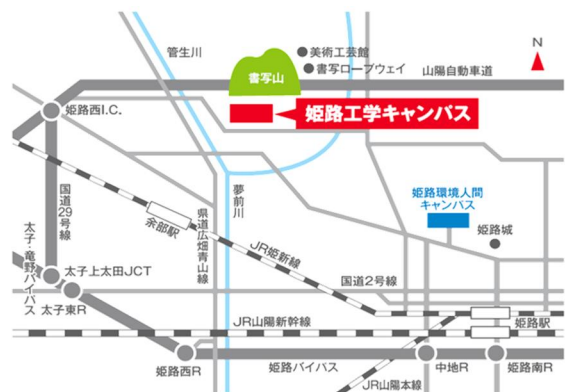 N
菅生川
美術工芸館
書写ロープウェイ
書写山
山陽自動車道
姫路西I.C.
姫路工学キャンパス
国道29号線
夢前川
県道広畑青山線
余部駅
姫路環境人間
キャンパス
姫路城
JR姫新線
太子・竜野バイパス
太子上太田JCT
国道2号線
太子東R
JR山陽新幹線
姫路駅
姫路西R
姫路バイパス
中地R
姫路南R
JR山陽本線